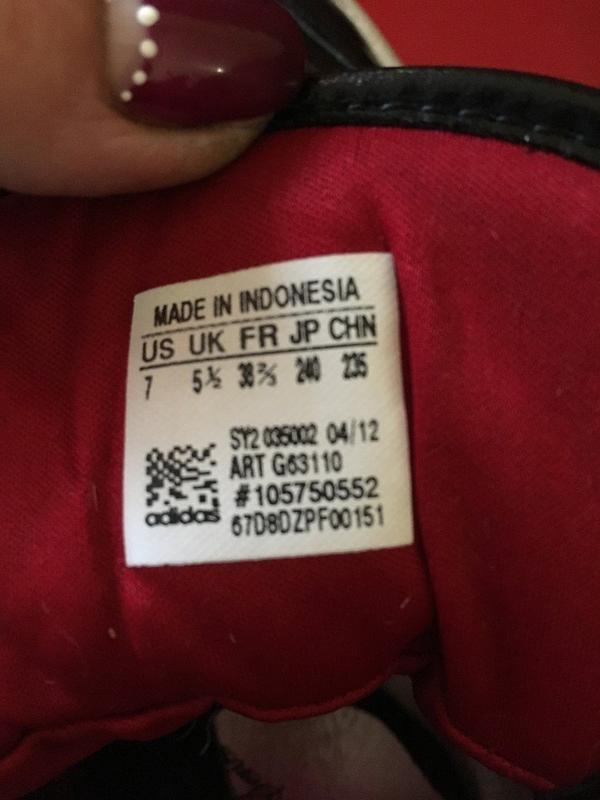 MADE IN INDONESIA
US UK FR JP CHN
7 5½ 38⅔ 240 235
SY2 035002 04/12
ART G63110
#105750552
67D8DZPF00151
adidas